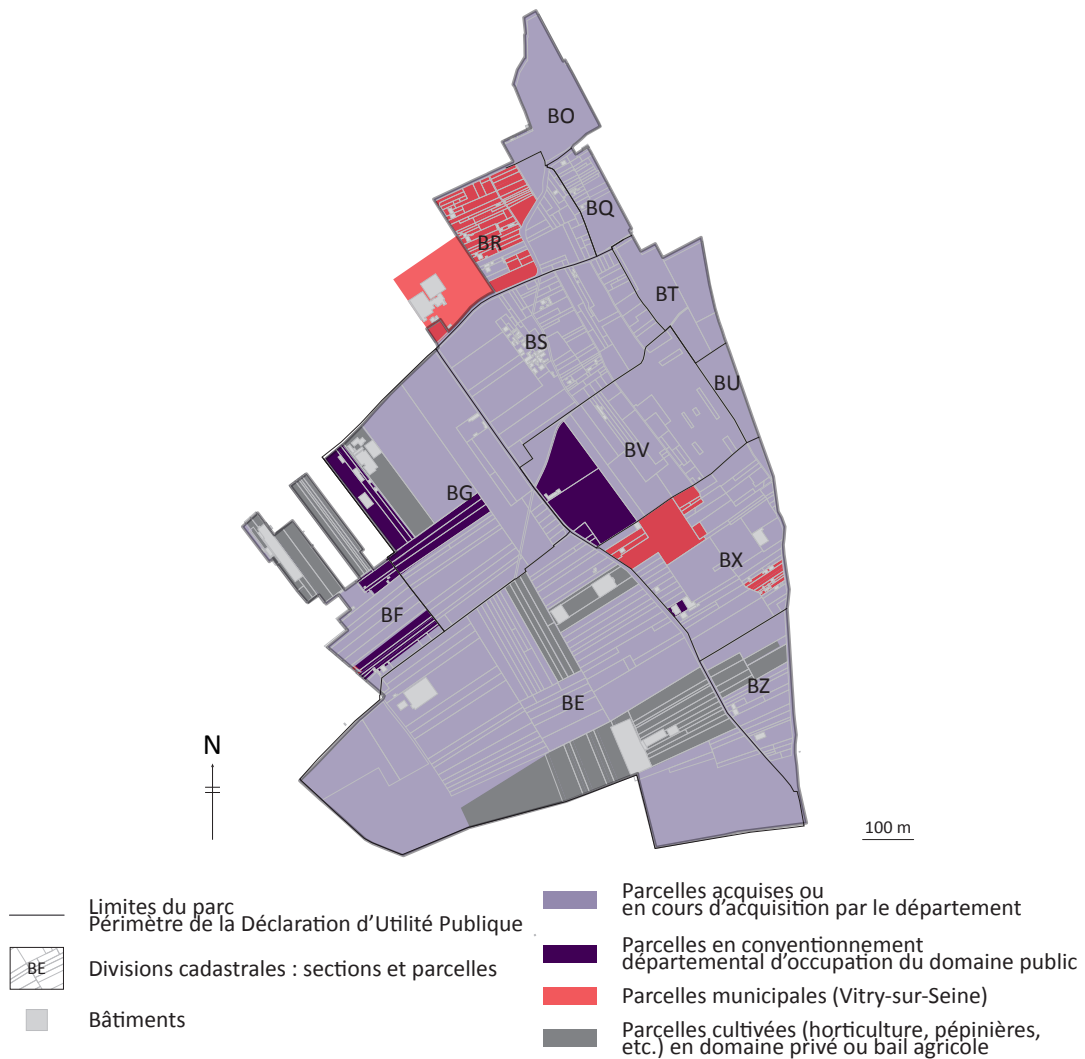 BO
BQ
BR
BT
BS
BU
BV
BG
BX
BF
BZ
BE
N
100 m
Limites du parc
Périmètre de la Déclaration d'Utilité Publique
BE
Divisions cadastrales : sections et parcelles
Bâtiments
Parcelles acquises ou
en cours d'acquisition par le département
Parcelles en conventionnement
départemental d'occupation du domaine public
Parcelles municipales (Vitry-sur-Seine)
Parcelles cultivées (horticulture, pépinières,
etc.) en domaine privé ou bail agricole